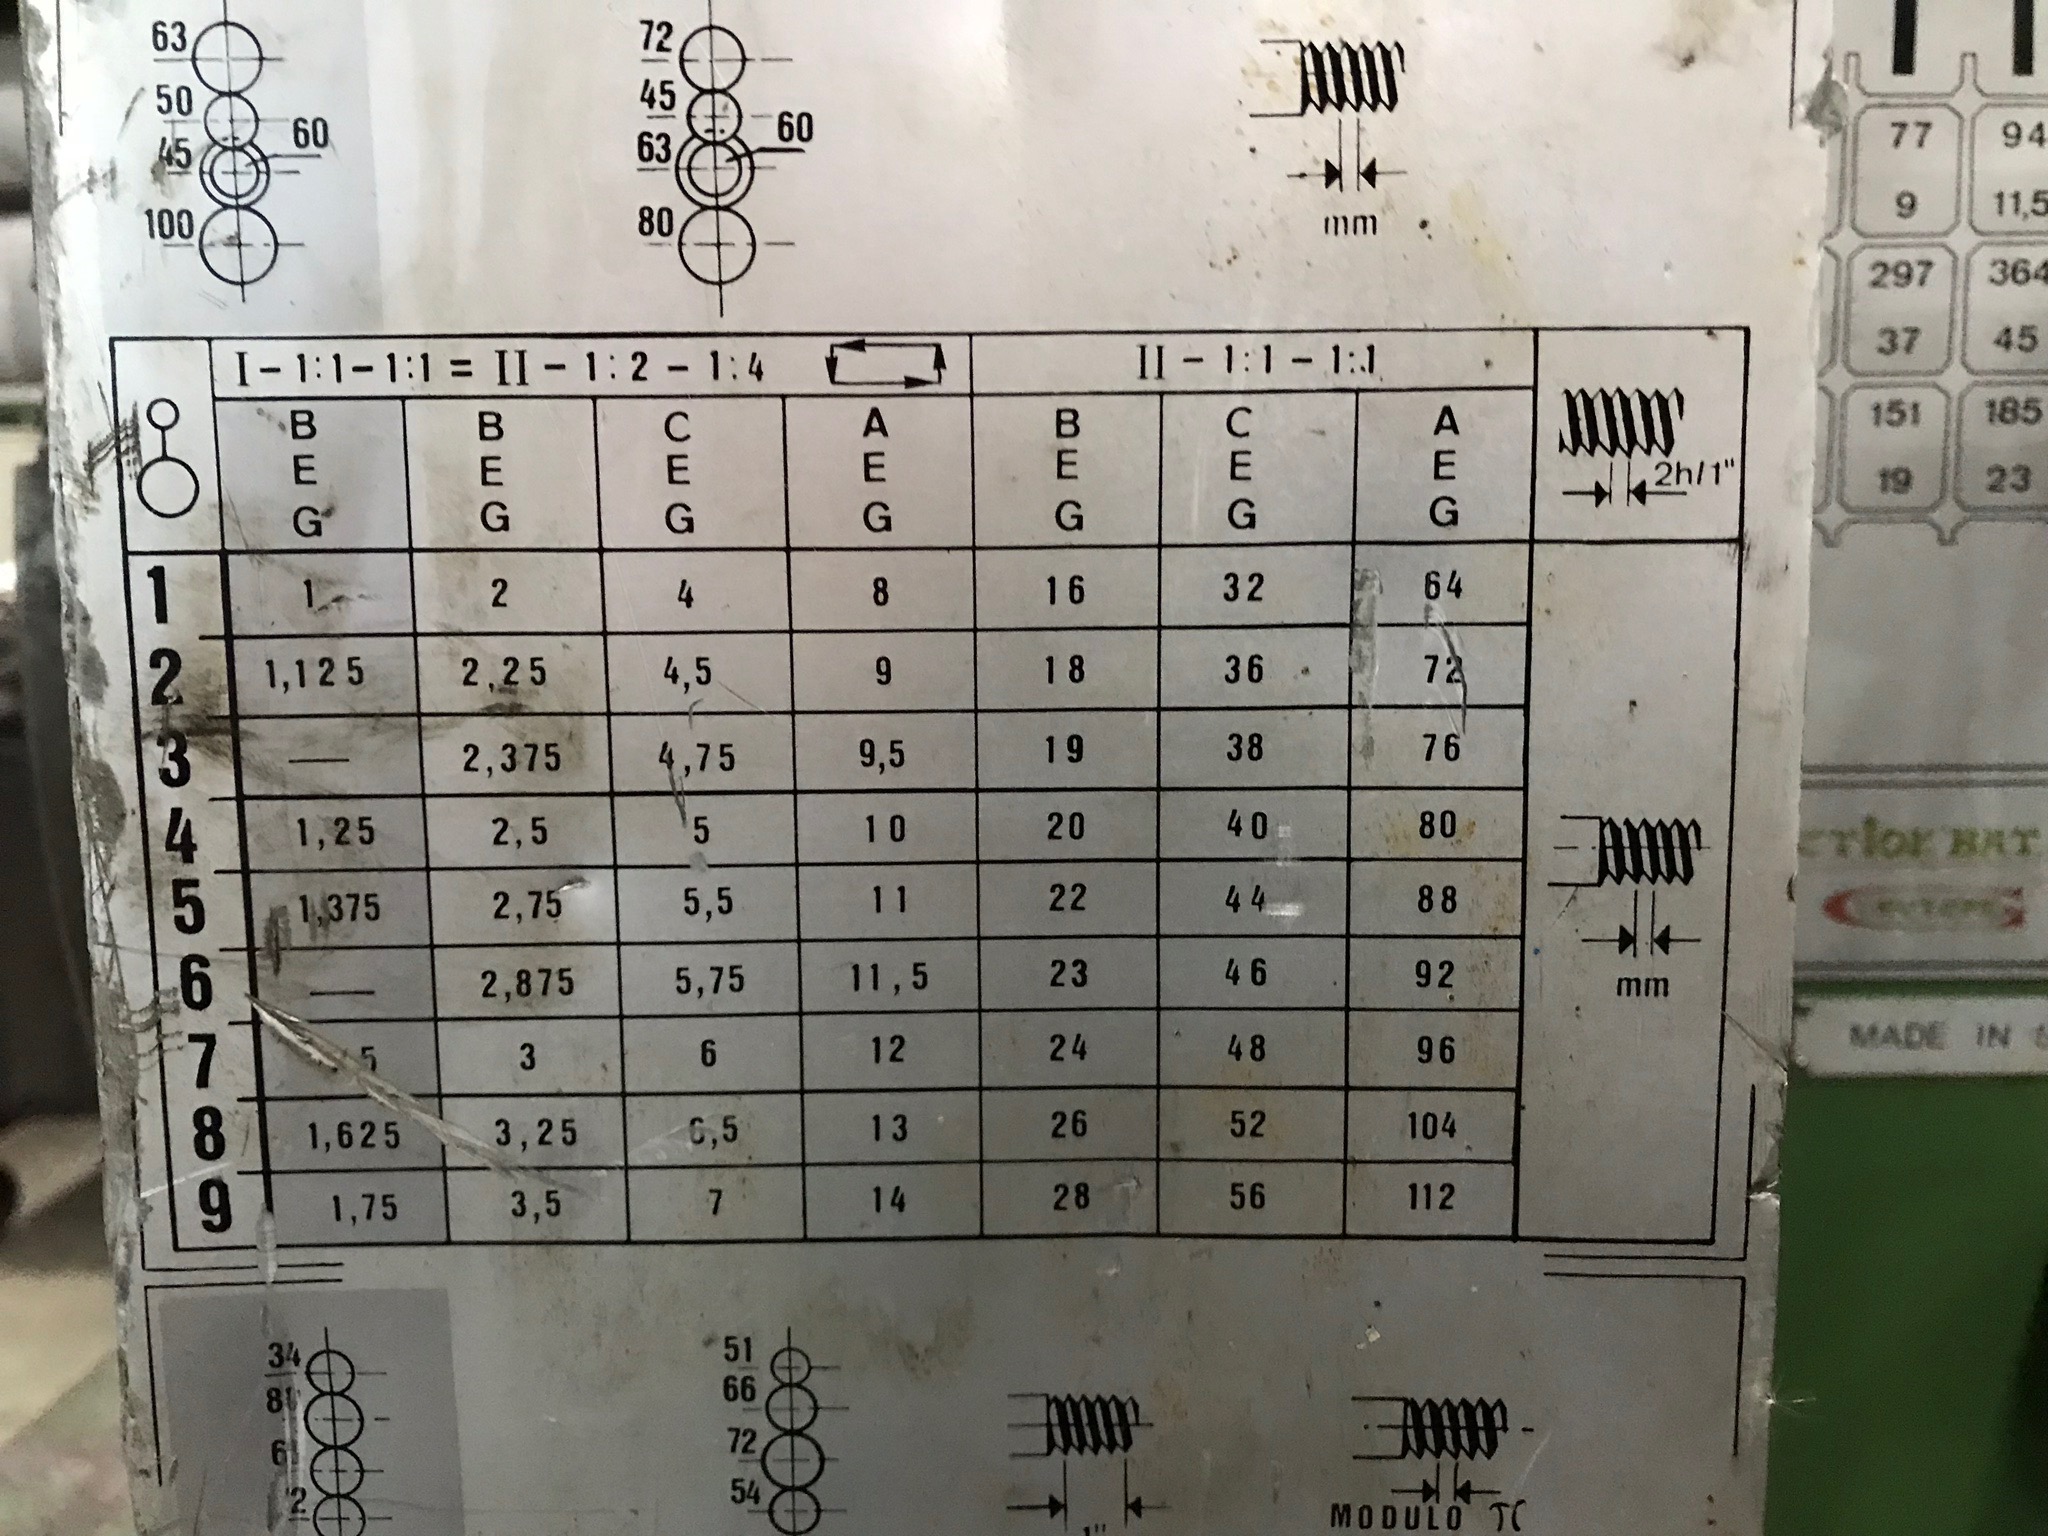 63
72
50
45
60
60
45
63
100
80
mm
77 94
9 11,5
297 364
37 45
151 185
19 23
I – 1:1 – 1:1 = II – 1:2 – 1:4 II – 1:1 – 1:1
B B C A B C A
E E E E E E E
G G G G G G G
2h/1"
1 1 2 4 8 16 32 64
2 1,125 2,25 4,5 9 18 36 72
3 — 2,375 4,75 9,5 19 38 76
4 1,25 2,5 5 10 20 40 80
5 1,375 2,75 5,5 11 22 44 88
6 — 2,875 5,75 11,5 23 46 92
7 5 3 6 12 24 48 96
8 1,625 3,25 6,5 13 26 52 104
9 1,75 3,5 7 14 28 56 112
mm
MADE IN
34
51
66
72
54
1"
MODULO π